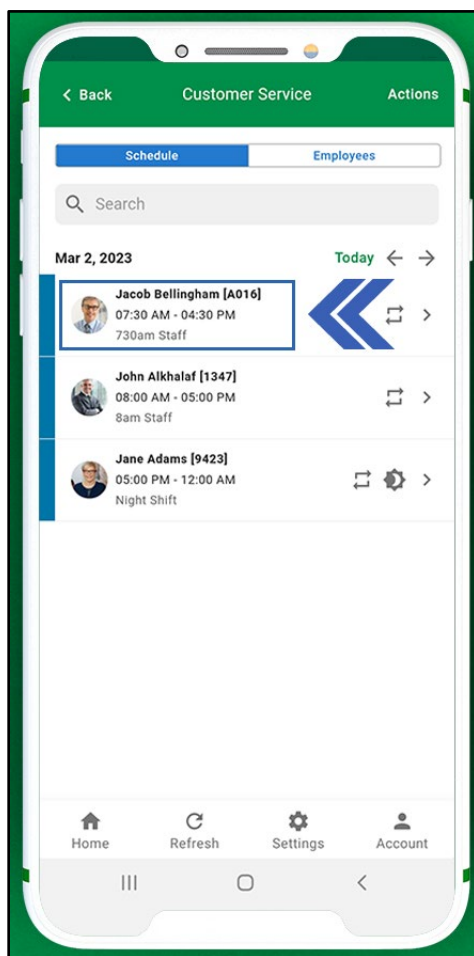 Back Customer Service Actions
Schedule Employees
Search
Mar 2, 2023 Today
Jacob Bellingham [A016]
07:30 AM - 04:30 PM
730am Staff
John Alkhalaf [1347]
08:00 AM - 05:00 PM
8am Staff
Jane Adams [9423]
05:00 PM - 12:00 AM
Night Shift
Home Refresh Settings Account